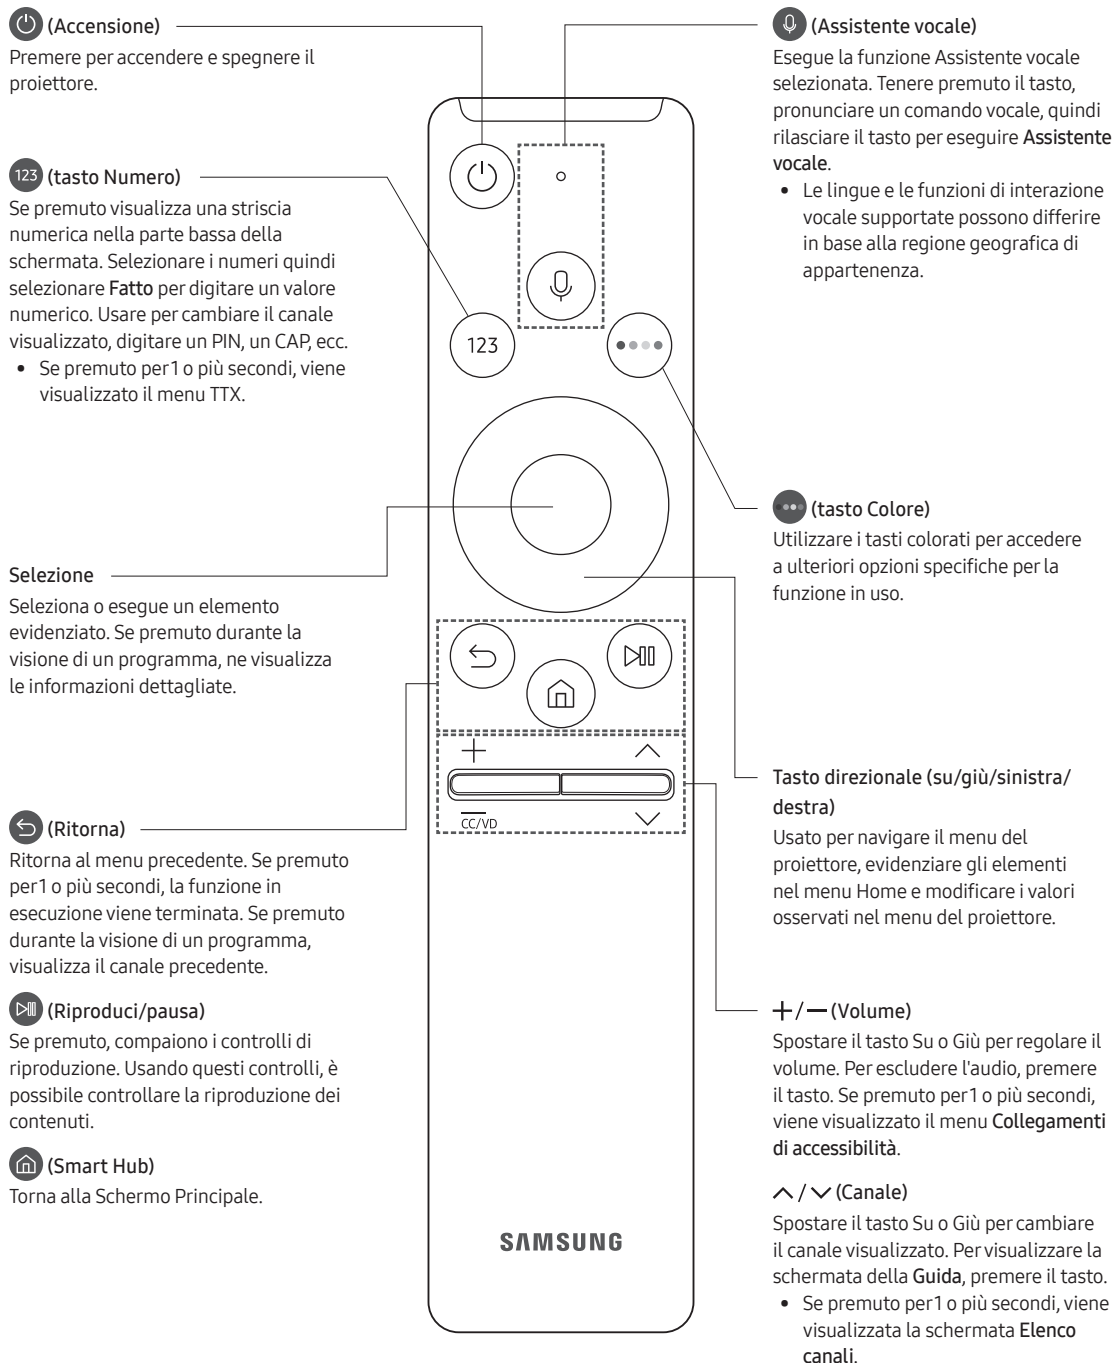 (Accensione)
Premere per accendere e spegnere il
proiettore.
123 (tasto Numero)
Se premuto visualizza una striscia
numerica nella parte bassa della
schermata. Selezionare i numeri quindi
selezionare Fatto per digitare un valore
numerico. Usare per cambiare il canale
visualizzato, digitare un PIN, un CAP, ecc.
• Se premuto per1 o più secondi, viene
visualizzato il menu TTX.
Selezione
Seleziona o esegue un elemento
evidenziato. Se premuto durante la
visione di un programma, ne visualizza
le informazioni dettagliate.
(Ritorna)
Ritorna al menu precedente. Se premuto
per1 o più secondi, la funzione in
esecuzione viene terminata. Se premuto
durante la visione di un programma,
visualizza il canale precedente.
(Riproduci/pausa)
Se premuto, compaiono i controlli di
riproduzione. Usando questi controlli, è
possibile controllare la riproduzione dei
contenuti.
(Smart Hub)
Torna alla Schermo Principale.
123
CC/VD
SAMSUNG
(Assistente vocale)
Esegue la funzione Assistente vocale
selezionata. Tenere premuto il tasto,
pronunciare un comando vocale, quindi
rilasciare il tasto per eseguire Assistente
vocale.
• Le lingue e le funzioni di interazione
vocale supportate possono differire
in base alla regione geografica di
appartenenza.
(tasto Colore)
Utilizzare i tasti colorati per accedere
a ulteriori opzioni specifiche per la
funzione in uso.
Tasto direzionale (su/giù/sinistra/
destra)
Usato per navigare il menu del
proiettore, evidenziare gli elementi
nel menu Home e modificare i valori
osservati nel menu del proiettore.
+/— (Volume)
Spostare il tasto Su o Giù per regolare il
volume. Per escludere l'audio, premere
il tasto. Se premuto per1 o più secondi,
viene visualizzato il menu Collegamenti
di accessibilità.
/ (Canale)
Spostare il tasto Su o Giù per cambiare
il canale visualizzato. Per visualizzare la
schermata della Guida, premere il tasto.
• Se premuto per1 o più secondi, viene
visualizzata la schermata Elenco
canali.